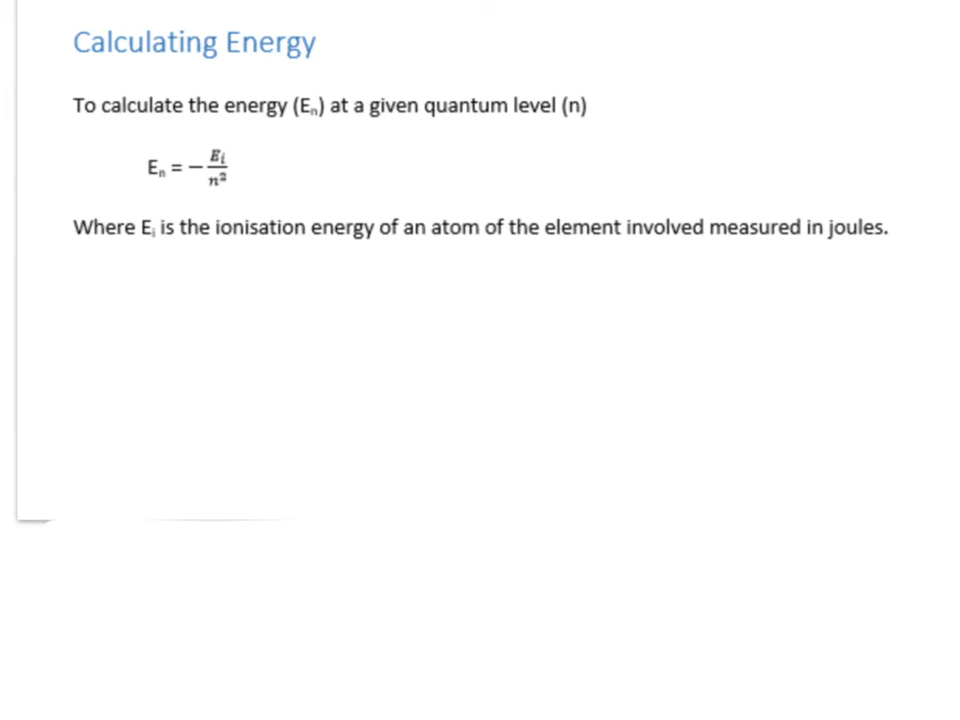 Calculating Energy
To calculate the energy (Eₙ) at a given quantum level (n)
Eₙ = − Eᵢ/n²
Where Eᵢ is the ionisation energy of an atom of the element involved measured in joules.